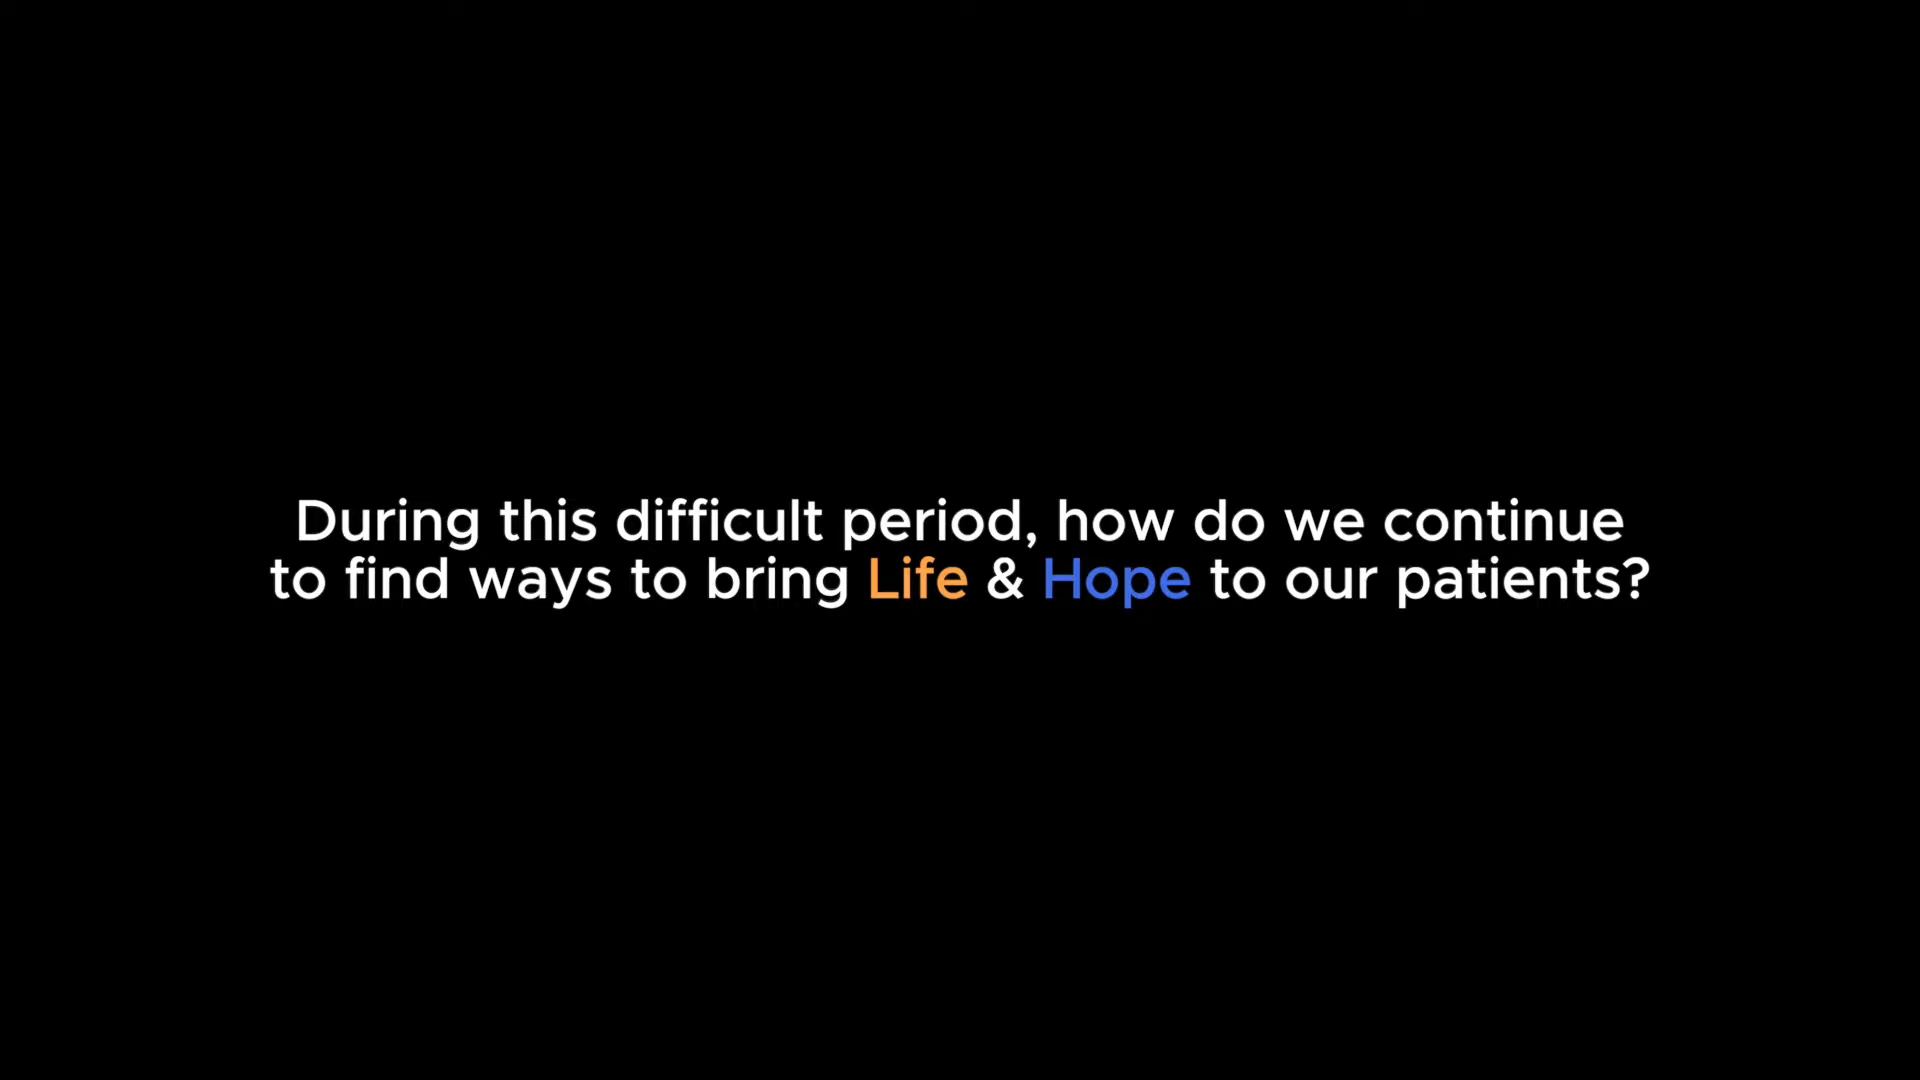 During this difficult period, how do we continue
to find ways to bring Life & Hope to our patients?